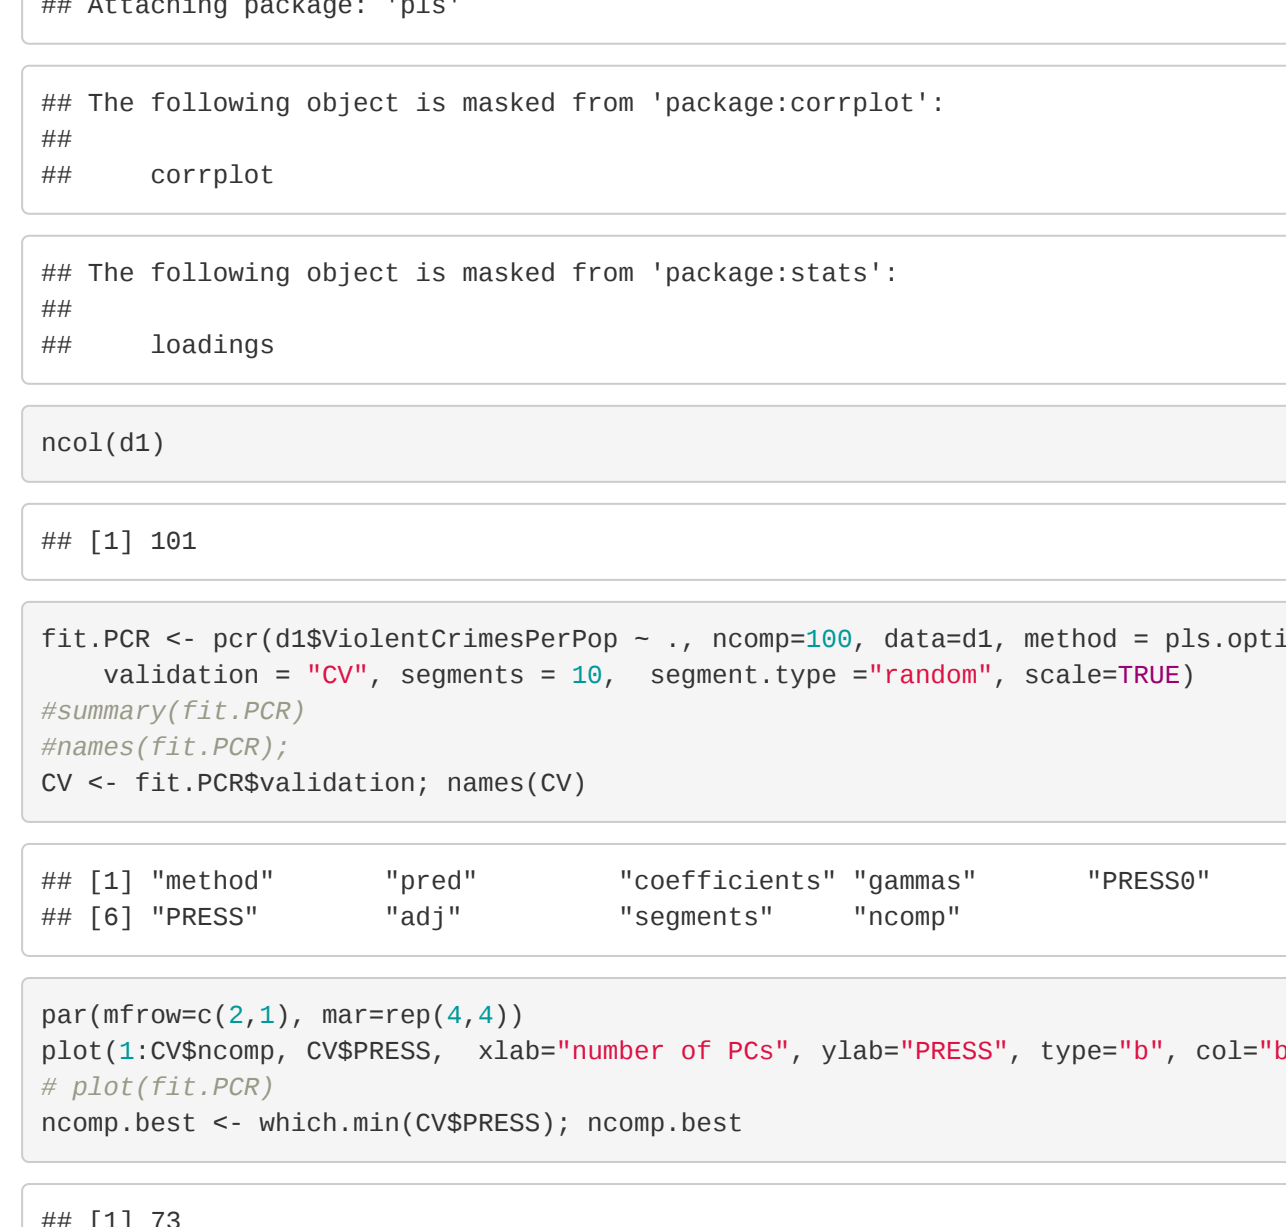 ## Attaching package: 'pls'
## The following object is masked from 'package:corrplot':
##
##     corrplot
## The following object is masked from 'package:stats':
##
##     loadings
ncol(d1)
## [1] 101
fit.PCR <- pcr(d1$ViolentCrimesPerPop ~ ., ncomp=100, data=d1, method = pls.opti
    validation = "CV", segments = 10,  segment.type ="random", scale=TRUE)
#summary(fit.PCR)
#names(fit.PCR);
CV <- fit.PCR$validation; names(CV)
## [1] "method"       "pred"         "coefficients" "gammas"       "PRESS0"
## [6] "PRESS"        "adj"          "segments"     "ncomp"
par(mfrow=c(2,1), mar=rep(4,4))
plot(1:CV$ncomp, CV$PRESS,  xlab="number of PCs", ylab="PRESS", type="b", col="b
# plot(fit.PCR)
ncomp.best <- which.min(CV$PRESS); ncomp.best
## [1] 73